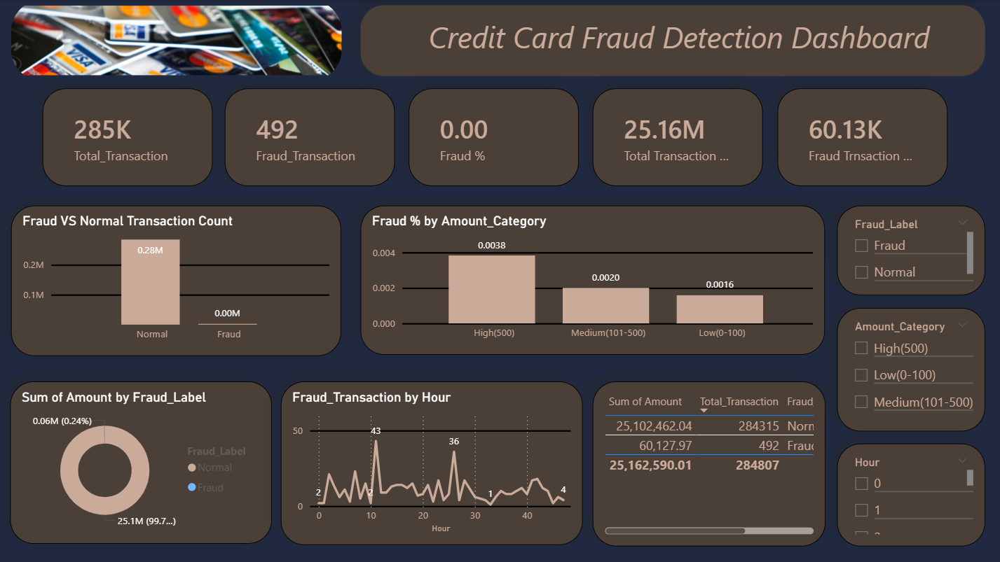 VISA
VISA
Credit Card Fraud Detection Dashboard
285K
Total_Transaction
492
Fraud_Transaction
0.00
Fraud %
25.16M
Total Transaction ...
60.13K
Fraud Trnsaction ...
Fraud VS Normal Transaction Count
0.2M
0.1M
0.28M
0.00M
Normal
Fraud
Fraud % by Amount_Category
0.004
0.002
0.000
0.0038
0.0020
0.0016
High(500)
Medium(101-500)
Low(0-100)
Fraud_Label
Fraud
Normal
Amount_Category
High(500)
Low(0-100)
Medium(101-500)
Sum of Amount by Fraud_Label
0.06M (0.24%)
25.1M (99.7...)
Fraud_Label
Normal
Fraud
Fraud_Transaction by Hour
50
0
2
43
2
36
1
4
0 10 20 30 40
Hour
Sum of Amount Total_Transaction Fraud_
25,102,462.04 284315 Norn
60,127.97 492 Frauc
25,162,590.01 284807
Hour
0
1